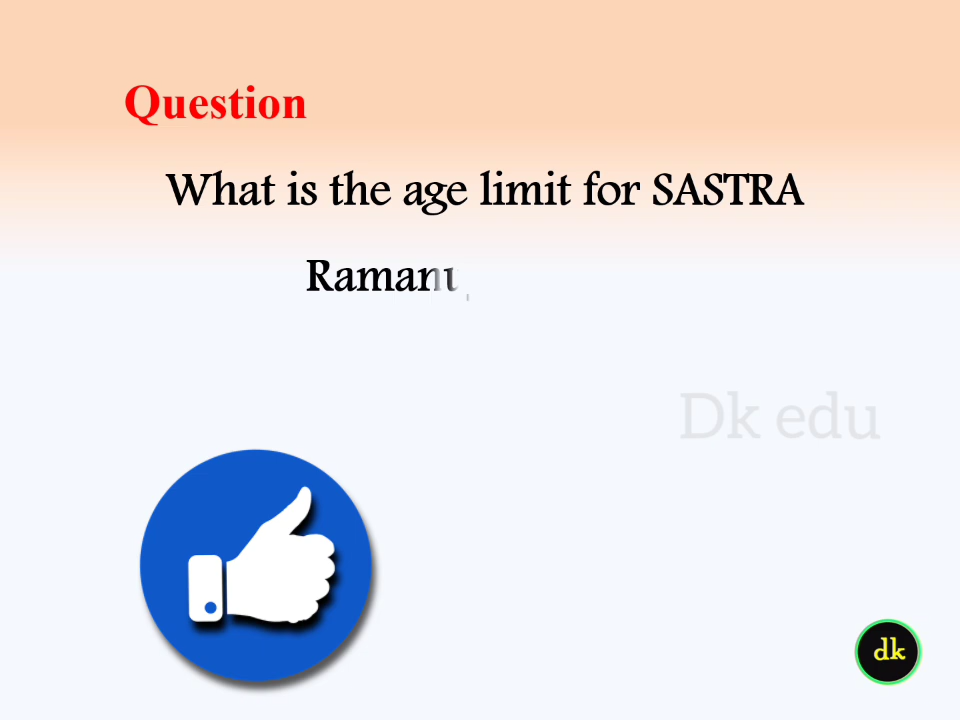 Question
What is the age limit for SASTRA
Ramanu
Dk edu
dk